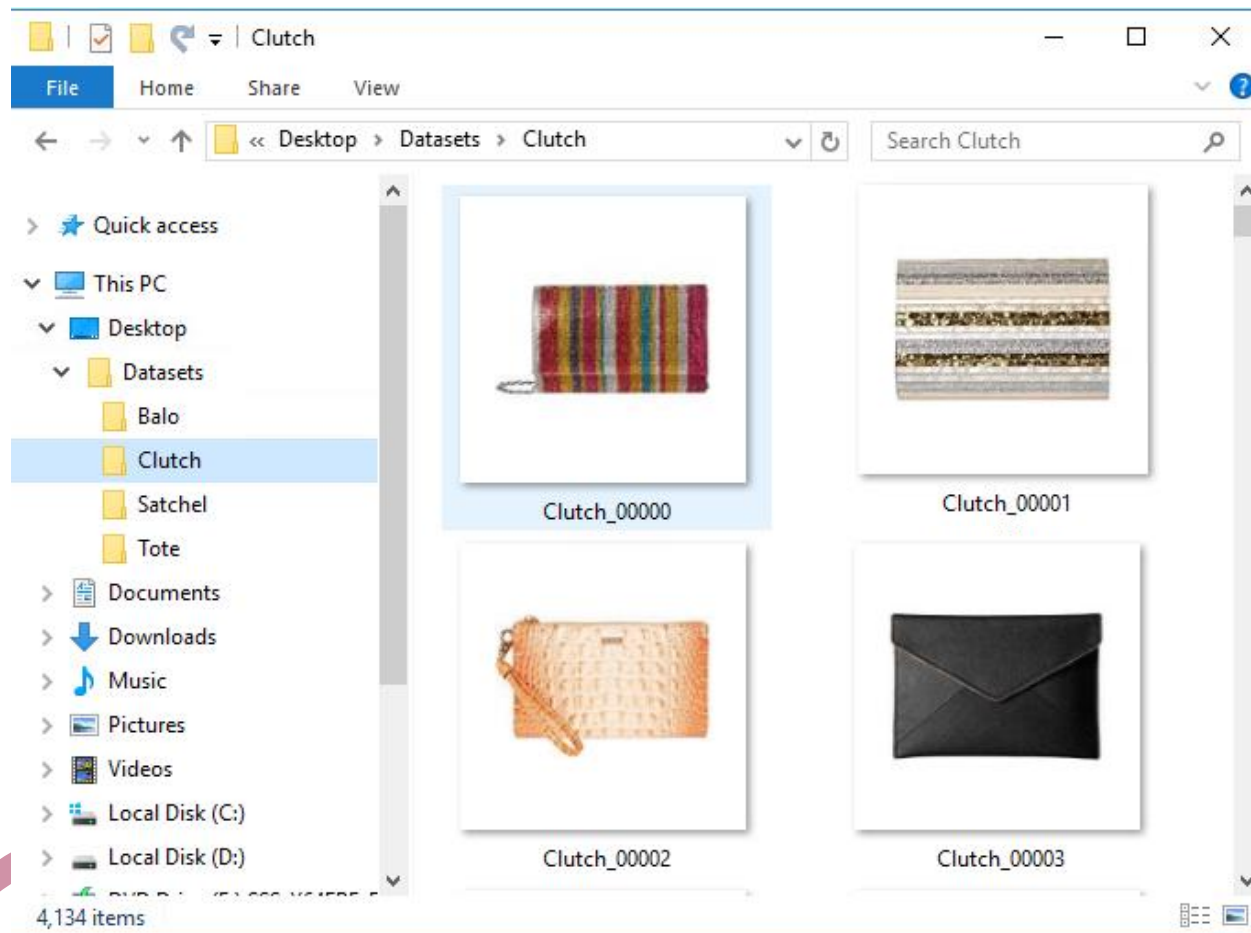 Clutch
File Home Share View
« Desktop > Datasets > Clutch
Search Clutch
Quick access
This PC
Desktop
Datasets
Balo
Clutch
Satchel
Tote
Documents
Downloads
Music
Pictures
Videos
Local Disk (C:)
Local Disk (D:)
Clutch_00000
Clutch_00001
Clutch_00002
Clutch_00003
4,134 items